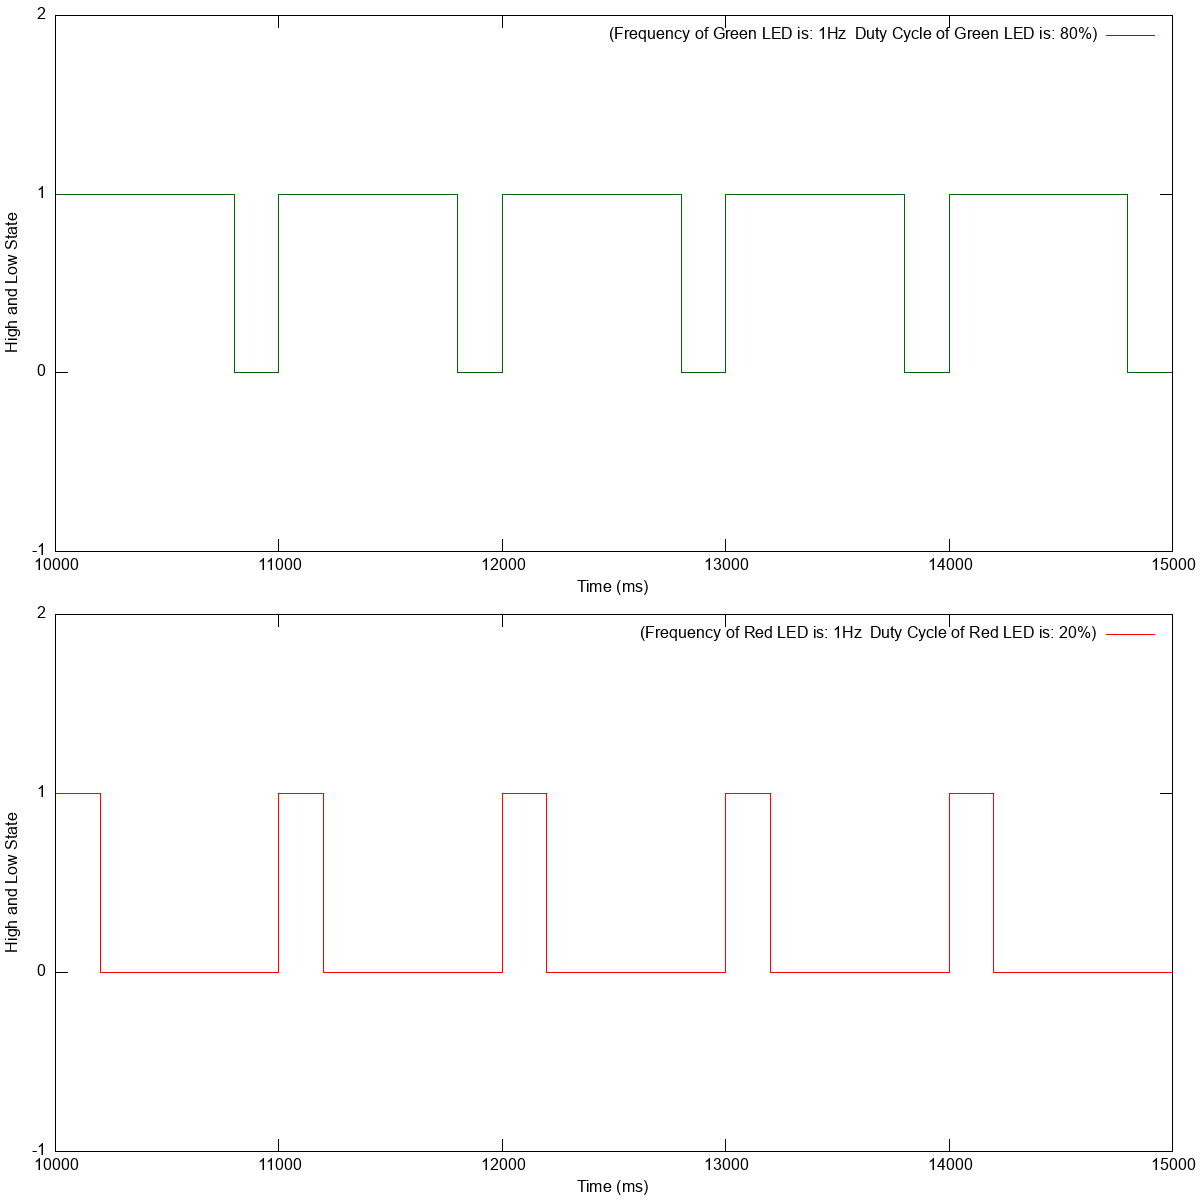 2
(Frequency of Green LED is: 1Hz  Duty Cycle of Green LED is: 80%)
1
High and Low State
0
-1
10000 11000 12000 13000 14000 15000
Time (ms)
2
(Frequency of Red LED is: 1Hz  Duty Cycle of Red LED is: 20%)
1
High and Low State
0
-1
10000 11000 12000 13000 14000 15000
Time (ms)